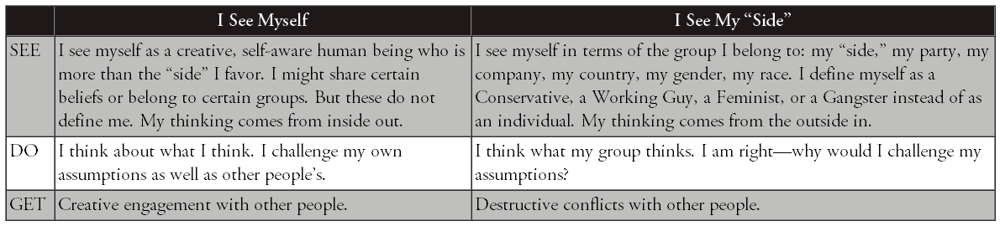 I See Myself
I See My “Side”
SEE
I see myself as a creative, self-aware human being who is
more than the “side” I favor. I might share certain
beliefs or belong to certain groups. But these do not
define me. My thinking comes from inside out.
I see myself in terms of the group I belong to: my “side,” my party, my
company, my country, my gender, my race. I define myself as a
Conservative, a Working Guy, a Feminist, or a Gangster instead of as
an individual. My thinking comes from the outside in.
DO
I think about what I think. I challenge my own
assumptions as well as other people’s.
I think what my group thinks. I am right—why would I challenge my
assumptions?
GET
Creative engagement with other people.
Destructive conflicts with other people.